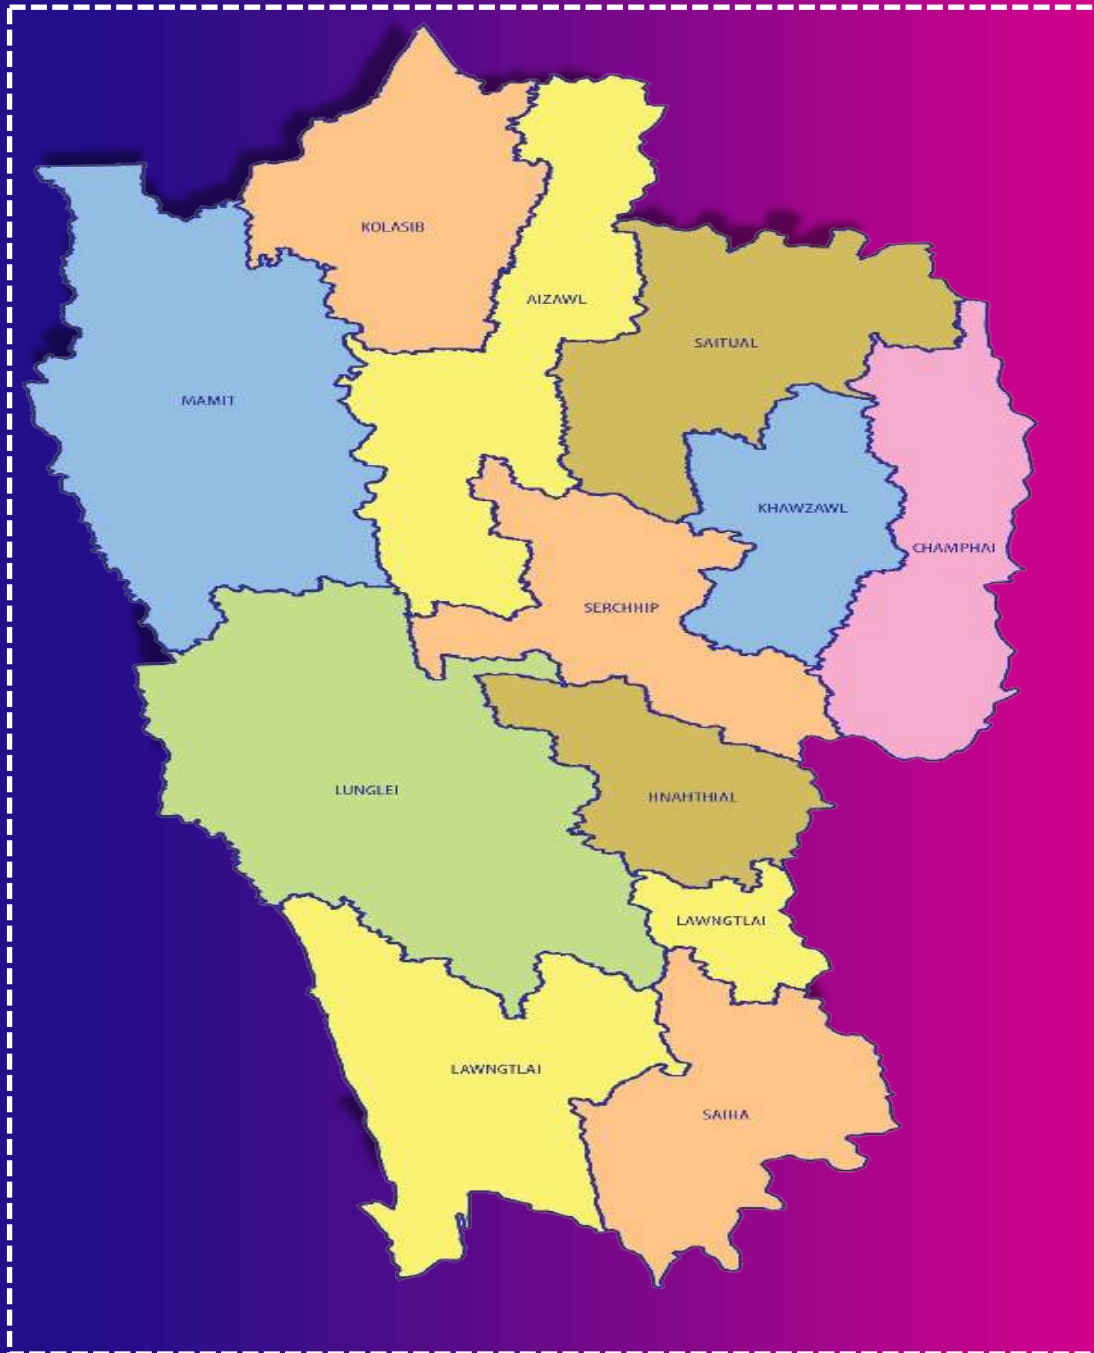 KOLASIB
AIZAWL
SAITUAL
MAMIT
KHAWZAWL
CHAMPHAI
SERCHHIP
LUNGLEI
HNAHTHIAL
LAWNGTLAI
LAWNGTLAI
SAIHA